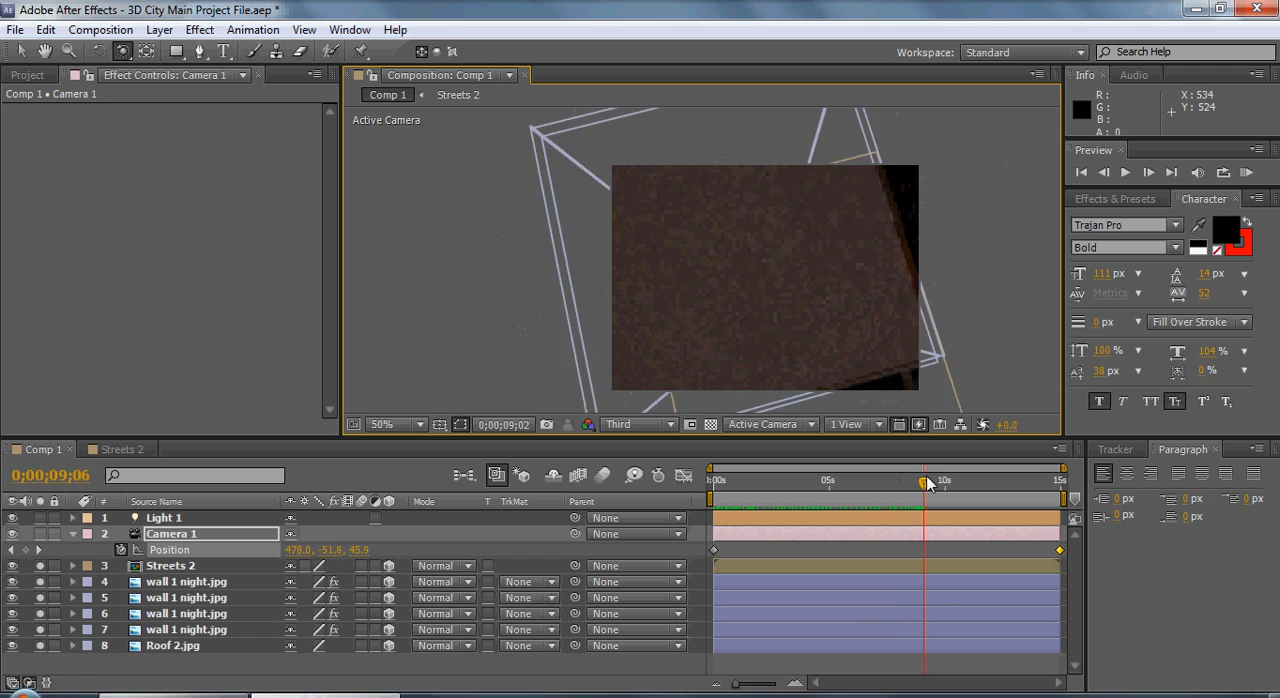 Adobe After Effects - 3D City Main Project File.aep *
File Edit Composition Layer Effect Animation View Window Help
Workspace: Standard Search Help
Project Effect Controls: Camera 1 Composition: Comp 1 Info Audio
Comp 1 • Camera 1
Comp 1 Streets 2
R : X : 534
G : Y : 524
B :
A : 0
Active Camera
Preview
Effects & Presets Character
Trajan Pro
Bold
111 px 14 px
Metrics 52
0 px Fill Over Stroke
100 % 104 %
38 px 0 %
T T TT Tt T¹ T₁
50% 0;00;09;02 Third Active Camera 1 View +0.0
Comp 1 Streets 2 Tracker Paragraph
0;00;09;06
0 px 0 px 0 px
0 px 0 px
0:00s 05s 10s 15s
# Source Name Mode T TrkMat Parent
1 Light 1 None
2 Camera 1 None
Position 478.0, -51.8, 45.9
3 Streets 2 Normal None
4 wall 1 night.jpg fx Normal None None
5 wall 1 night.jpg fx Normal None None
6 wall 1 night.jpg fx Normal None None
7 wall 1 night.jpg fx Normal None None
8 Roof 2.jpg Normal None None